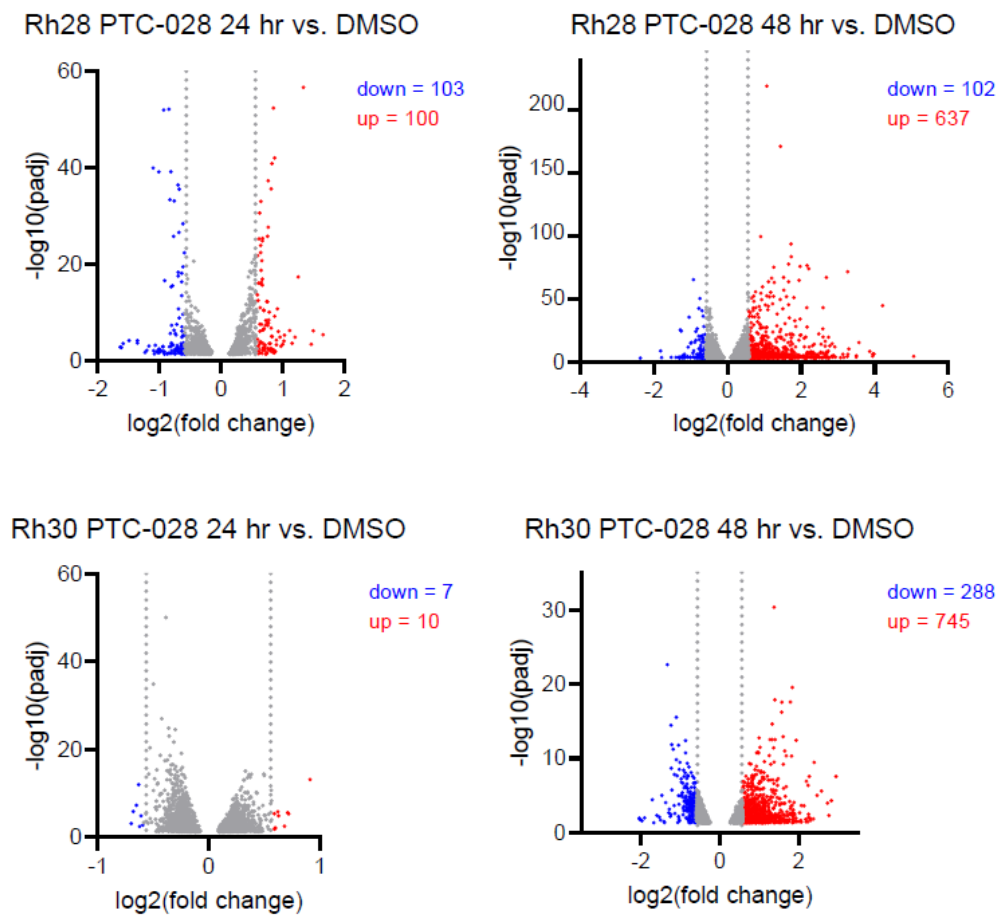 Rh28 PTC-028 24 hr vs. DMSO
60
40
20
0
-2 -1 0 1 2
-log10(padj)
log2(fold change)
down = 103
up = 100
Rh28 PTC-028 48 hr vs. DMSO
200
150
100
50
0
-4 -2 0 2 4 6
-log10(padj)
log2(fold change)
down = 102
up = 637
Rh30 PTC-028 24 hr vs. DMSO
60
40
20
0
-1 0 1
-log10(padj)
log2(fold change)
down = 7
up = 10
Rh30 PTC-028 48 hr vs. DMSO
30
20
10
0
-2 0 2
-log10(padj)
log2(fold change)
down = 288
up = 745